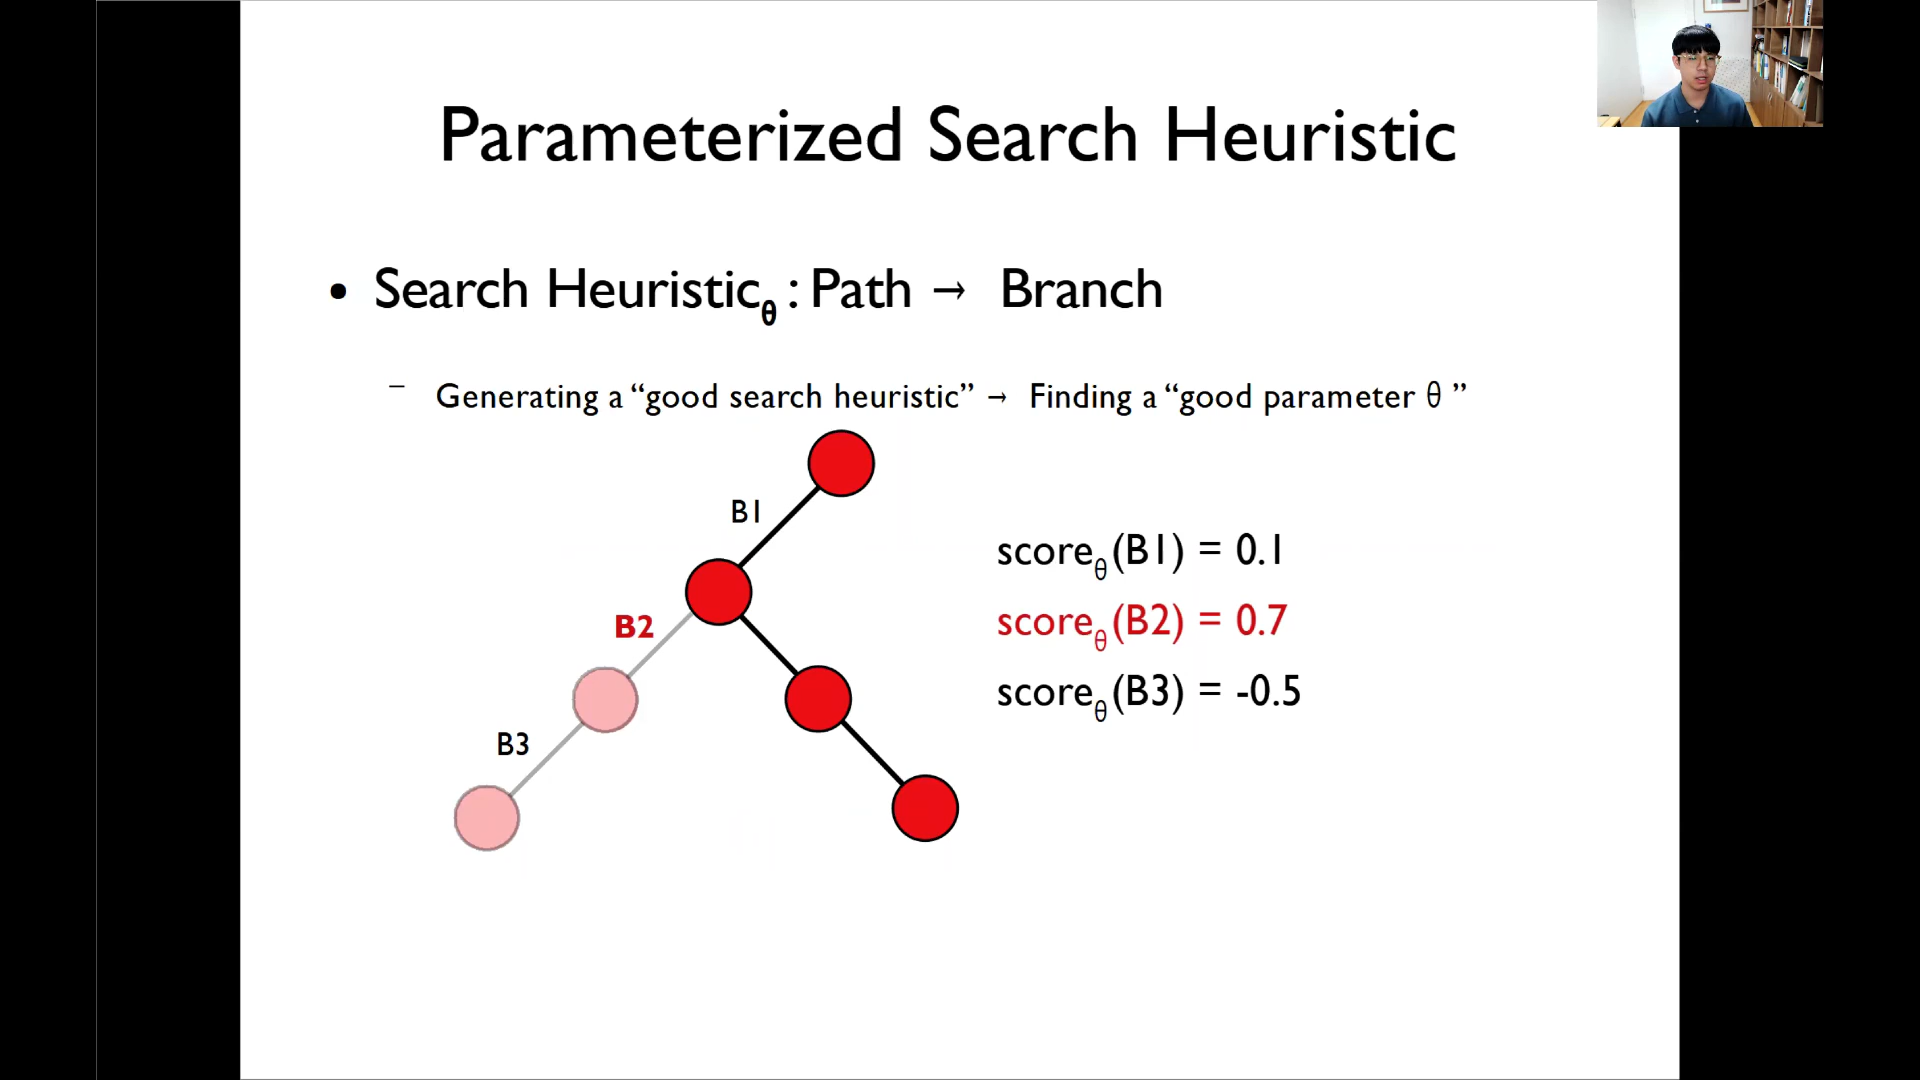 Parameterized Search Heuristic
• Search Heuristicθ : Path → Branch
– Generating a “good search heuristic” → Finding a “good parameter θ ”
B1
B2
B3
scoreθ(B1) = 0.1
scoreθ(B2) = 0.7
scoreθ(B3) = -0.5